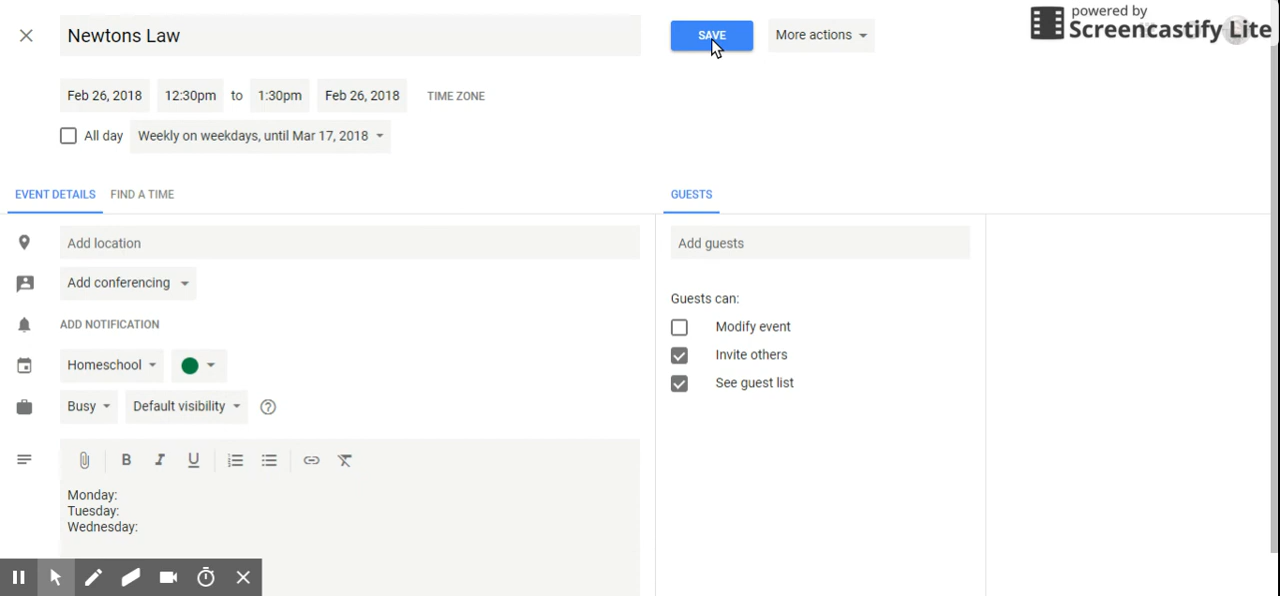 Newtons Law
SAVE
More actions
powered by
Screencastify Lite
Feb 26, 2018 12:30pm to 1:30pm Feb 26, 2018 TIME ZONE
All day Weekly on weekdays, until Mar 17, 2018
EVENT DETAILS FIND A TIME
GUESTS
Add location
Add guests
Add conferencing
Guests can:
ADD NOTIFICATION
Modify event
Invite others
Homeschool
See guest list
Busy Default visibility
Monday:
Tuesday:
Wednesday: